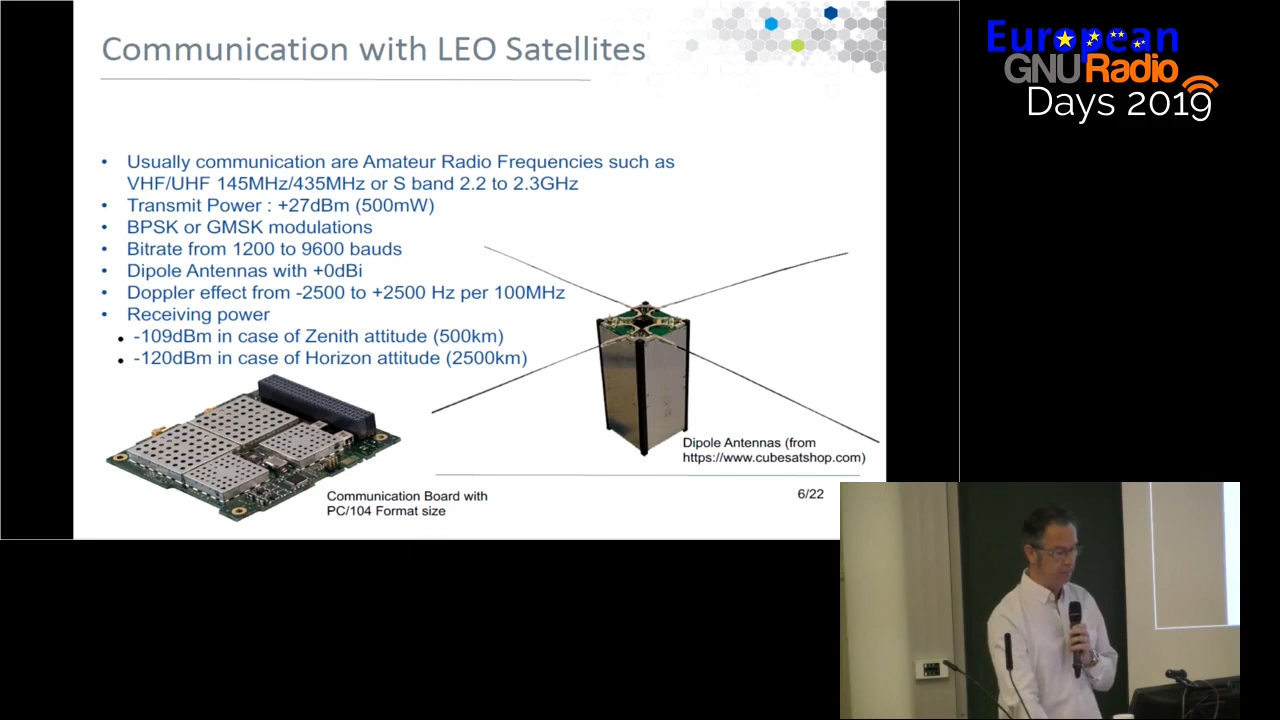 Communication with LEO Satellites
European
GNURadio
Days 2019
• Usually communication are Amateur Radio Frequencies such as
VHF/UHF 145MHz/435MHz or S band 2.2 to 2.3GHz
• Transmit Power : +27dBm (500mW)
• BPSK or GMSK modulations
• Bitrate from 1200 to 9600 bauds
• Dipole Antennas with +0dBi
• Doppler effect from -2500 to +2500 Hz per 100MHz
• Receiving power
• -109dBm in case of Zenith attitude (500km)
• -120dBm in case of Horizon attitude (2500km)
Dipole Antennas (from
https://www.cubesatshop.com)
Communication Board with
PC/104 Format size
6/22